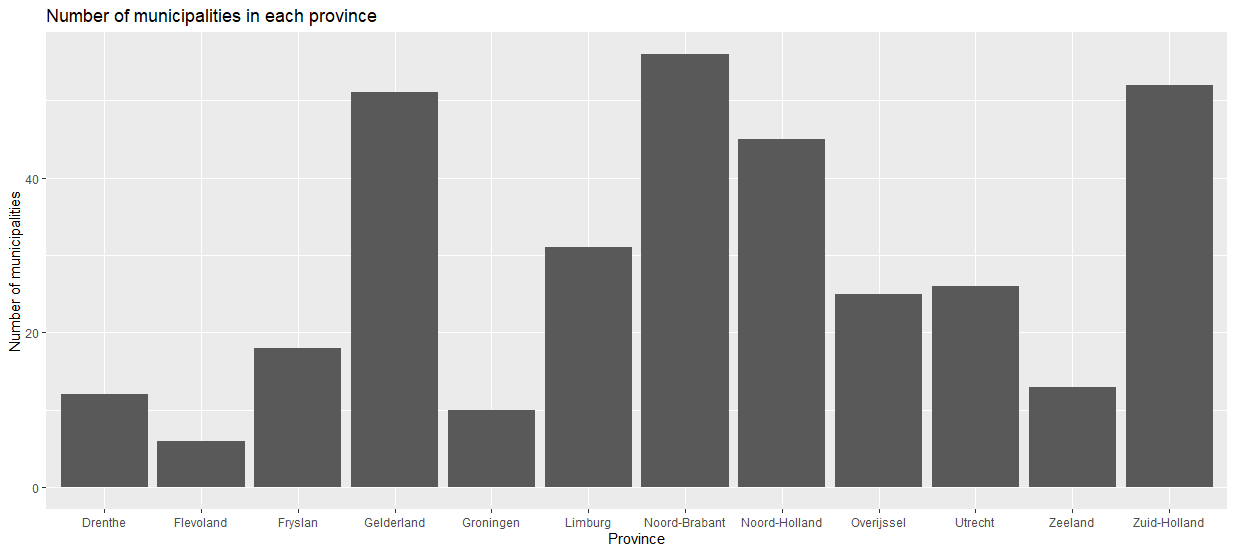 Number of municipalities in each province
Number of municipalities
40
20
0
Drenthe Flevoland Fryslan Gelderland Groningen Limburg Noord-Brabant Noord-Holland Overijssel Utrecht Zeeland Zuid-Holland
Province